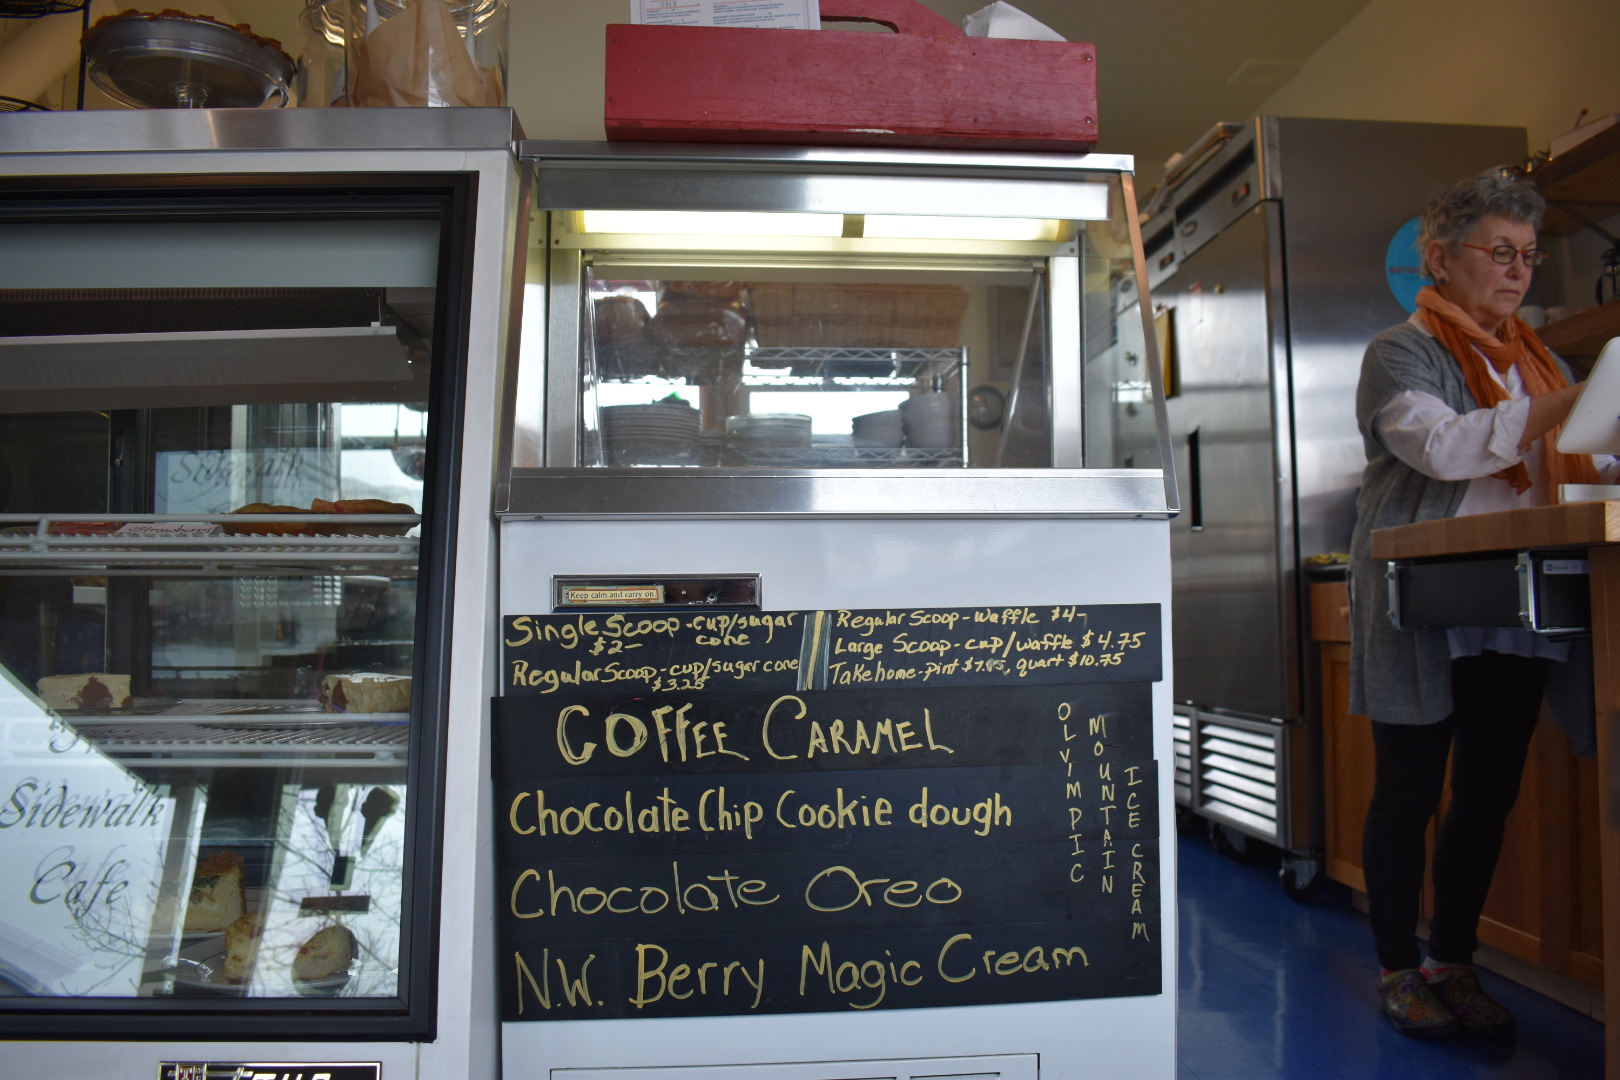 Keep calm and carry on.
Single Scoop - cup/sugar
$2- cone
Regular Scoop - cup/sugar cone
$3.25
Regular Scoop - Waffle $4-
Large Scoop - cup/waffle $4.75
Take home - pint quart $10.75
COFFEE CARAMEL
Chocolate Chip Cookie dough
Chocolate Oreo
N.W. Berry Magic Cream
OLYMPIC
MOUNTAIN
ICE CREAM
Sidewalk
Strawberry
Sidewalk
Cafe